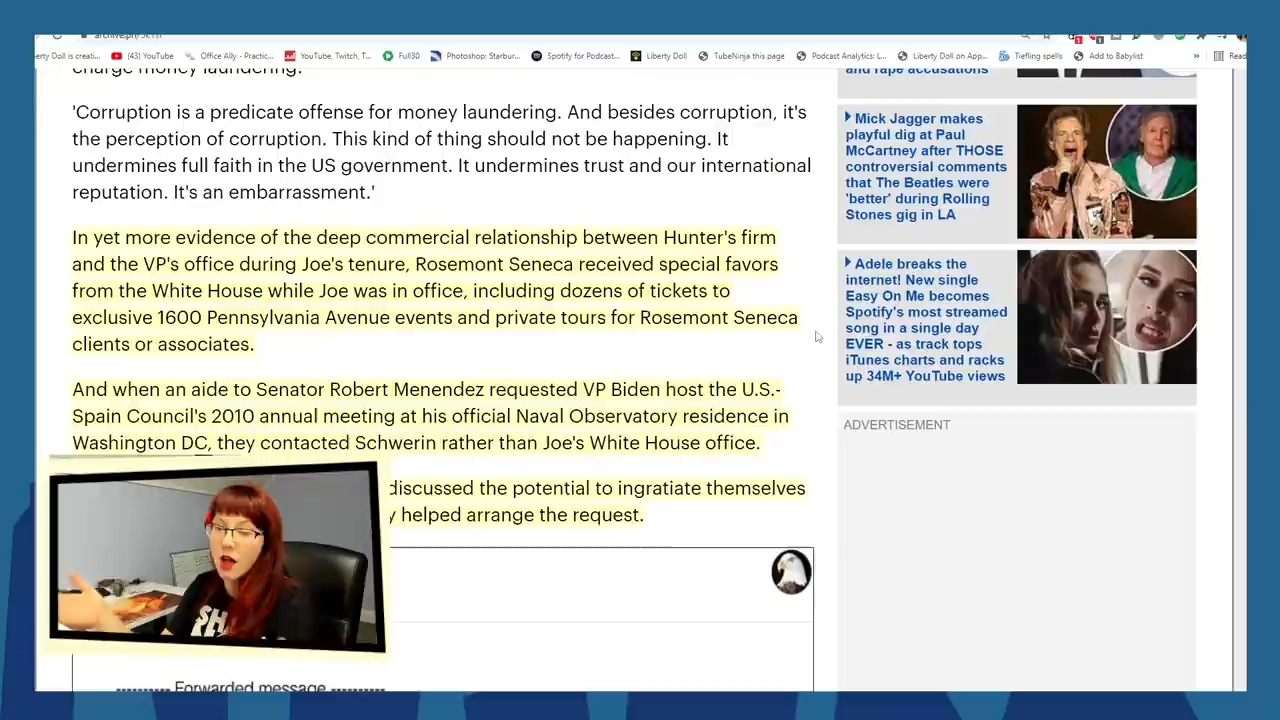 erty Doll is creati...
(43) YouTube
Office Ally - Practic...
YouTube, Twitch, T...
Full30
Photoshop: Starbur...
Spotify for Podcast...
Liberty Doll
TubeNinja this page
Podcast Analytics: L...
Liberty Doll on App...
Tiefling spells
Add to Babylist
»
Read
charge money laundering.
'Corruption is a predicate offense for money laundering. And besides corruption, it's
the perception of corruption. This kind of thing should not be happening. It
undermines full faith in the US government. It undermines trust and our international
reputation. It's an embarrassment.'
In yet more evidence of the deep commercial relationship between Hunter's firm
and the VP's office during Joe's tenure, Rosemont Seneca received special favors
from the White House while Joe was in office, including dozens of tickets to
exclusive 1600 Pennsylvania Avenue events and private tours for Rosemont Seneca
clients or associates.
And when an aide to Senator Robert Menendez requested VP Biden host the U.S.-
Spain Council's 2010 annual meeting at his official Naval Observatory residence in
Washington DC, they contacted Schwerin rather than Joe's White House office.
discussed the potential to ingratiate themselves
y helped arrange the request.
---------- Forwarded message ----------
and rape accusations
Mick Jagger makes
playful dig at Paul
McCartney after THOSE
controversial comments
that The Beatles were
'better' during Rolling
Stones gig in LA
Adele breaks the
internet! New single
Easy On Me becomes
Spotify's most streamed
song in a single day
EVER - as track tops
iTunes charts and racks
up 34M+ YouTube views
ADVERTISEMENT